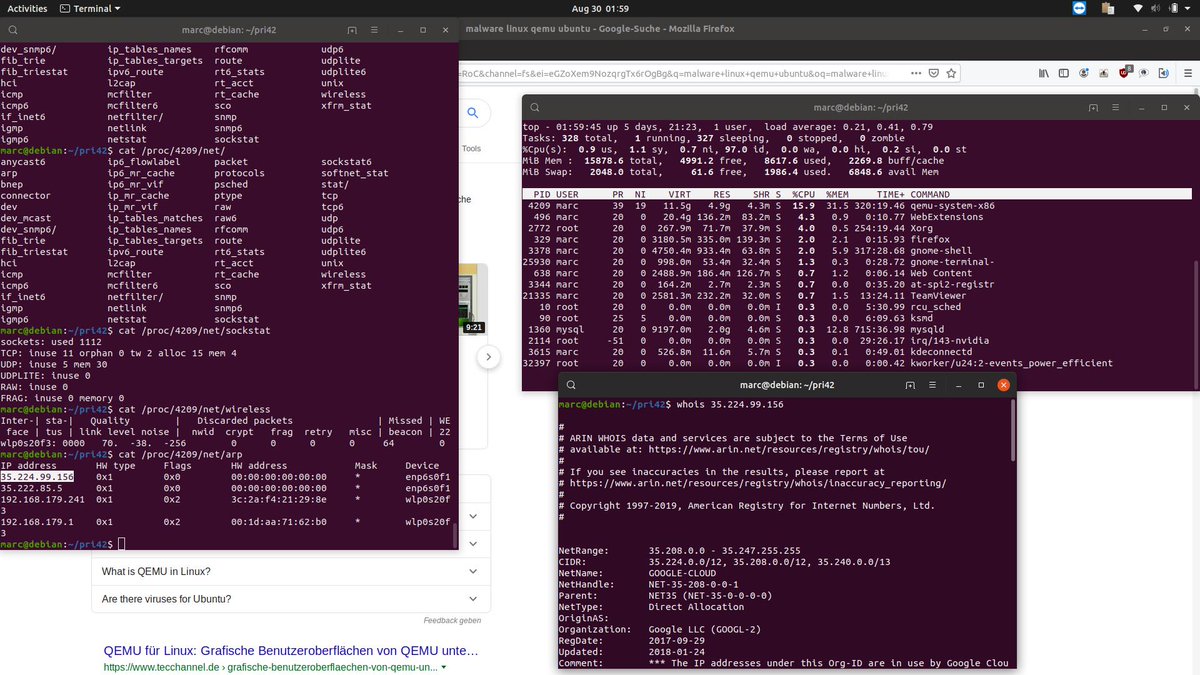 Activities Terminal Aug 30 01:59
marc@debian: ~/pri42
dev_snmp6/ ip_tables_names rfcomm udp6
fib_trie ip_tables_targets route udplite
fib_triestat ipv6_route rt6_stats udplite6
hci l2cap rt_acct unix
icmp mcfilter rt_cache wireless
icmp6 mcfilter6 sco xfrm_stat
if_inet6 netfilter/ snmp
igmp netlink snmp6
igmp6 netstat sockstat
marc@debian:~/pri42$ cat /proc/4209/net/
anycast6 ip6_flowlabel packet sockstat6
arp ip6_mr_cache protocols softnet_stat
bnep ip6_mr_vif psched stat/
connector ip_mr_cache ptype tcp
dev ip_mr_vif raw tcp6
dev_mcast ip_tables_matches raw6 udp
dev_snmp6/ ip_tables_names rfcomm udp6
fib_trie ip_tables_targets route udplite
fib_triestat ipv6_route rt6_stats udplite6
hci l2cap rt_acct unix
icmp mcfilter rt_cache wireless
icmp6 mcfilter6 sco xfrm_stat
if_inet6 netfilter/ snmp
igmp netlink snmp6
igmp6 netstat sockstat
marc@debian:~/pri42$ cat /proc/4209/net/sockstat
sockets: used 1112
TCP: inuse 11 orphan 0 tw 2 alloc 15 mem 4
UDP: inuse 5 mem 30
UDPLITE: inuse 0
RAW: inuse 0
FRAG: inuse 0 memory 0
marc@debian:~/pri42$ cat /proc/4209/net/wireless
Inter-| sta-| Quality | Discarded packets | Missed | WE
face | tus | link level noise | nwid crypt frag retry misc | beacon | 22
wlp0s20f3: 0000 70. -38. -256 0 0 0 0 64 0
marc@debian:~/pri42$ cat /proc/4209/net/arp
IP address HW type Flags HW address Mask Device
35.224.99.156 0x1 0x0 00:00:00:00:00:00 * enp6s0f1
35.222.85.5 0x1 0x0 00:00:00:00:00:00 * enp6s0f1
192.168.179.241 0x1 0x2 3c:2a:f4:21:29:8e * wlp0s20f
3
192.168.179.1 0x1 0x2 00:1d:aa:71:62:b0 * wlp0s20f
3
marc@debian:~/pri42$
malware linux qemu ubuntu - Google-Suche - Mozilla Firefox
=RoC&channel=fs&ei=eGZoXem9NozqrgTx6rOgBg&q=malware+linux+qemu+ubuntu&oq=malware+linu
8
Tools
che
9:21
What is QEMU in Linux?
Are there viruses for Ubuntu?
Feedback geben
QEMU für Linux: Grafische Benutzeroberflächen von QEMU unte...
https://www.tecchannel.de › grafische-benutzeroberflaechen-von-qemu-un...
marc@debian: ~/pri42
top - 01:59:45 up 5 days, 21:23, 1 user, load average: 0.21, 0.41, 0.79
Tasks: 328 total, 1 running, 327 sleeping, 0 stopped, 0 zombie
%Cpu(s): 0.9 us, 1.1 sy, 0.7 ni, 97.0 id, 0.0 wa, 0.0 hi, 0.2 si, 0.0 st
MiB Mem : 15878.6 total, 4991.2 free, 8617.6 used, 2269.8 buff/cache
MiB Swap: 2048.0 total, 61.6 free, 1986.4 used. 6848.6 avail Mem
PID USER PR NI VIRT RES SHR S %CPU %MEM TIME+ COMMAND
4209 marc 39 19 11.5g 4.9g 4.3m S 15.9 31.5 320:19.46 qemu-system-x86
496 marc 20 0 20.4g 136.2m 83.2m S 4.3 0.9 0:10.77 WebExtensions
2772 root 20 0 267.9m 71.7m 37.9m S 4.0 0.5 254:19.44 Xorg
329 marc 20 0 3180.5m 335.0m 139.3m S 2.0 2.1 0:15.93 firefox
3378 marc 20 0 4750.4m 933.4m 63.8m S 2.0 5.9 317:28.68 gnome-shell
25930 marc 20 0 998.0m 53.4m 32.4m S 1.3 0.3 0:28.72 gnome-terminal-
638 marc 20 0 2488.9m 186.4m 126.7m S 0.7 1.2 0:06.14 Web Content
3344 marc 20 0 164.2m 2.7m 2.3m S 0.7 0.0 0:35.20 at-spi2-registr
21335 marc 20 0 2581.3m 232.2m 32.0m S 0.7 1.5 13:24.11 TeamViewer
10 root 20 0 0.0m 0.0m 0.0m I 0.3 0.0 5:30.99 rcu_sched
90 root 25 5 0.0m 0.0m 0.0m S 0.3 0.0 6:09.63 ksmd
1360 mysql 20 0 9197.0m 2.0g 4.6m S 0.3 12.8 715:36.98 mysqld
2114 root -51 0 0.0m 0.0m 0.0m S 0.3 0.0 29:26.17 irq/143-nvidia
3615 marc 20 0 526.8m 11.6m 5.7m S 0.3 0.1 0:49.01 kdeconnectd
32397 root 20 0 0.0m 0.0m 0.0m I 0.3 0.0 0:00.42 kworker/u24:2-events_power_efficient
marc@debian: ~/pri42
marc@debian:~/pri42$ whois 35.224.99.156
#
# ARIN WHOIS data and services are subject to the Terms of Use
# available at: https://www.arin.net/resources/registry/whois/tou/
#
# If you see inaccuracies in the results, please report at
# https://www.arin.net/resources/registry/whois/inaccuracy_reporting/
#
# Copyright 1997-2019, American Registry for Internet Numbers, Ltd.
#
NetRange: 35.208.0.0 - 35.247.255.255
CIDR: 35.224.0.0/12, 35.208.0.0/12, 35.240.0.0/13
NetName: GOOGLE-CLOUD
NetHandle: NET-35-208-0-0-1
Parent: NET35 (NET-35-0-0-0-0)
NetType: Direct Allocation
OriginAS:
Organization: Google LLC (GOOGL-2)
RegDate: 2017-09-29
Updated: 2018-01-24
Comment: *** The IP addresses under this Org-ID are in use by Google Clou